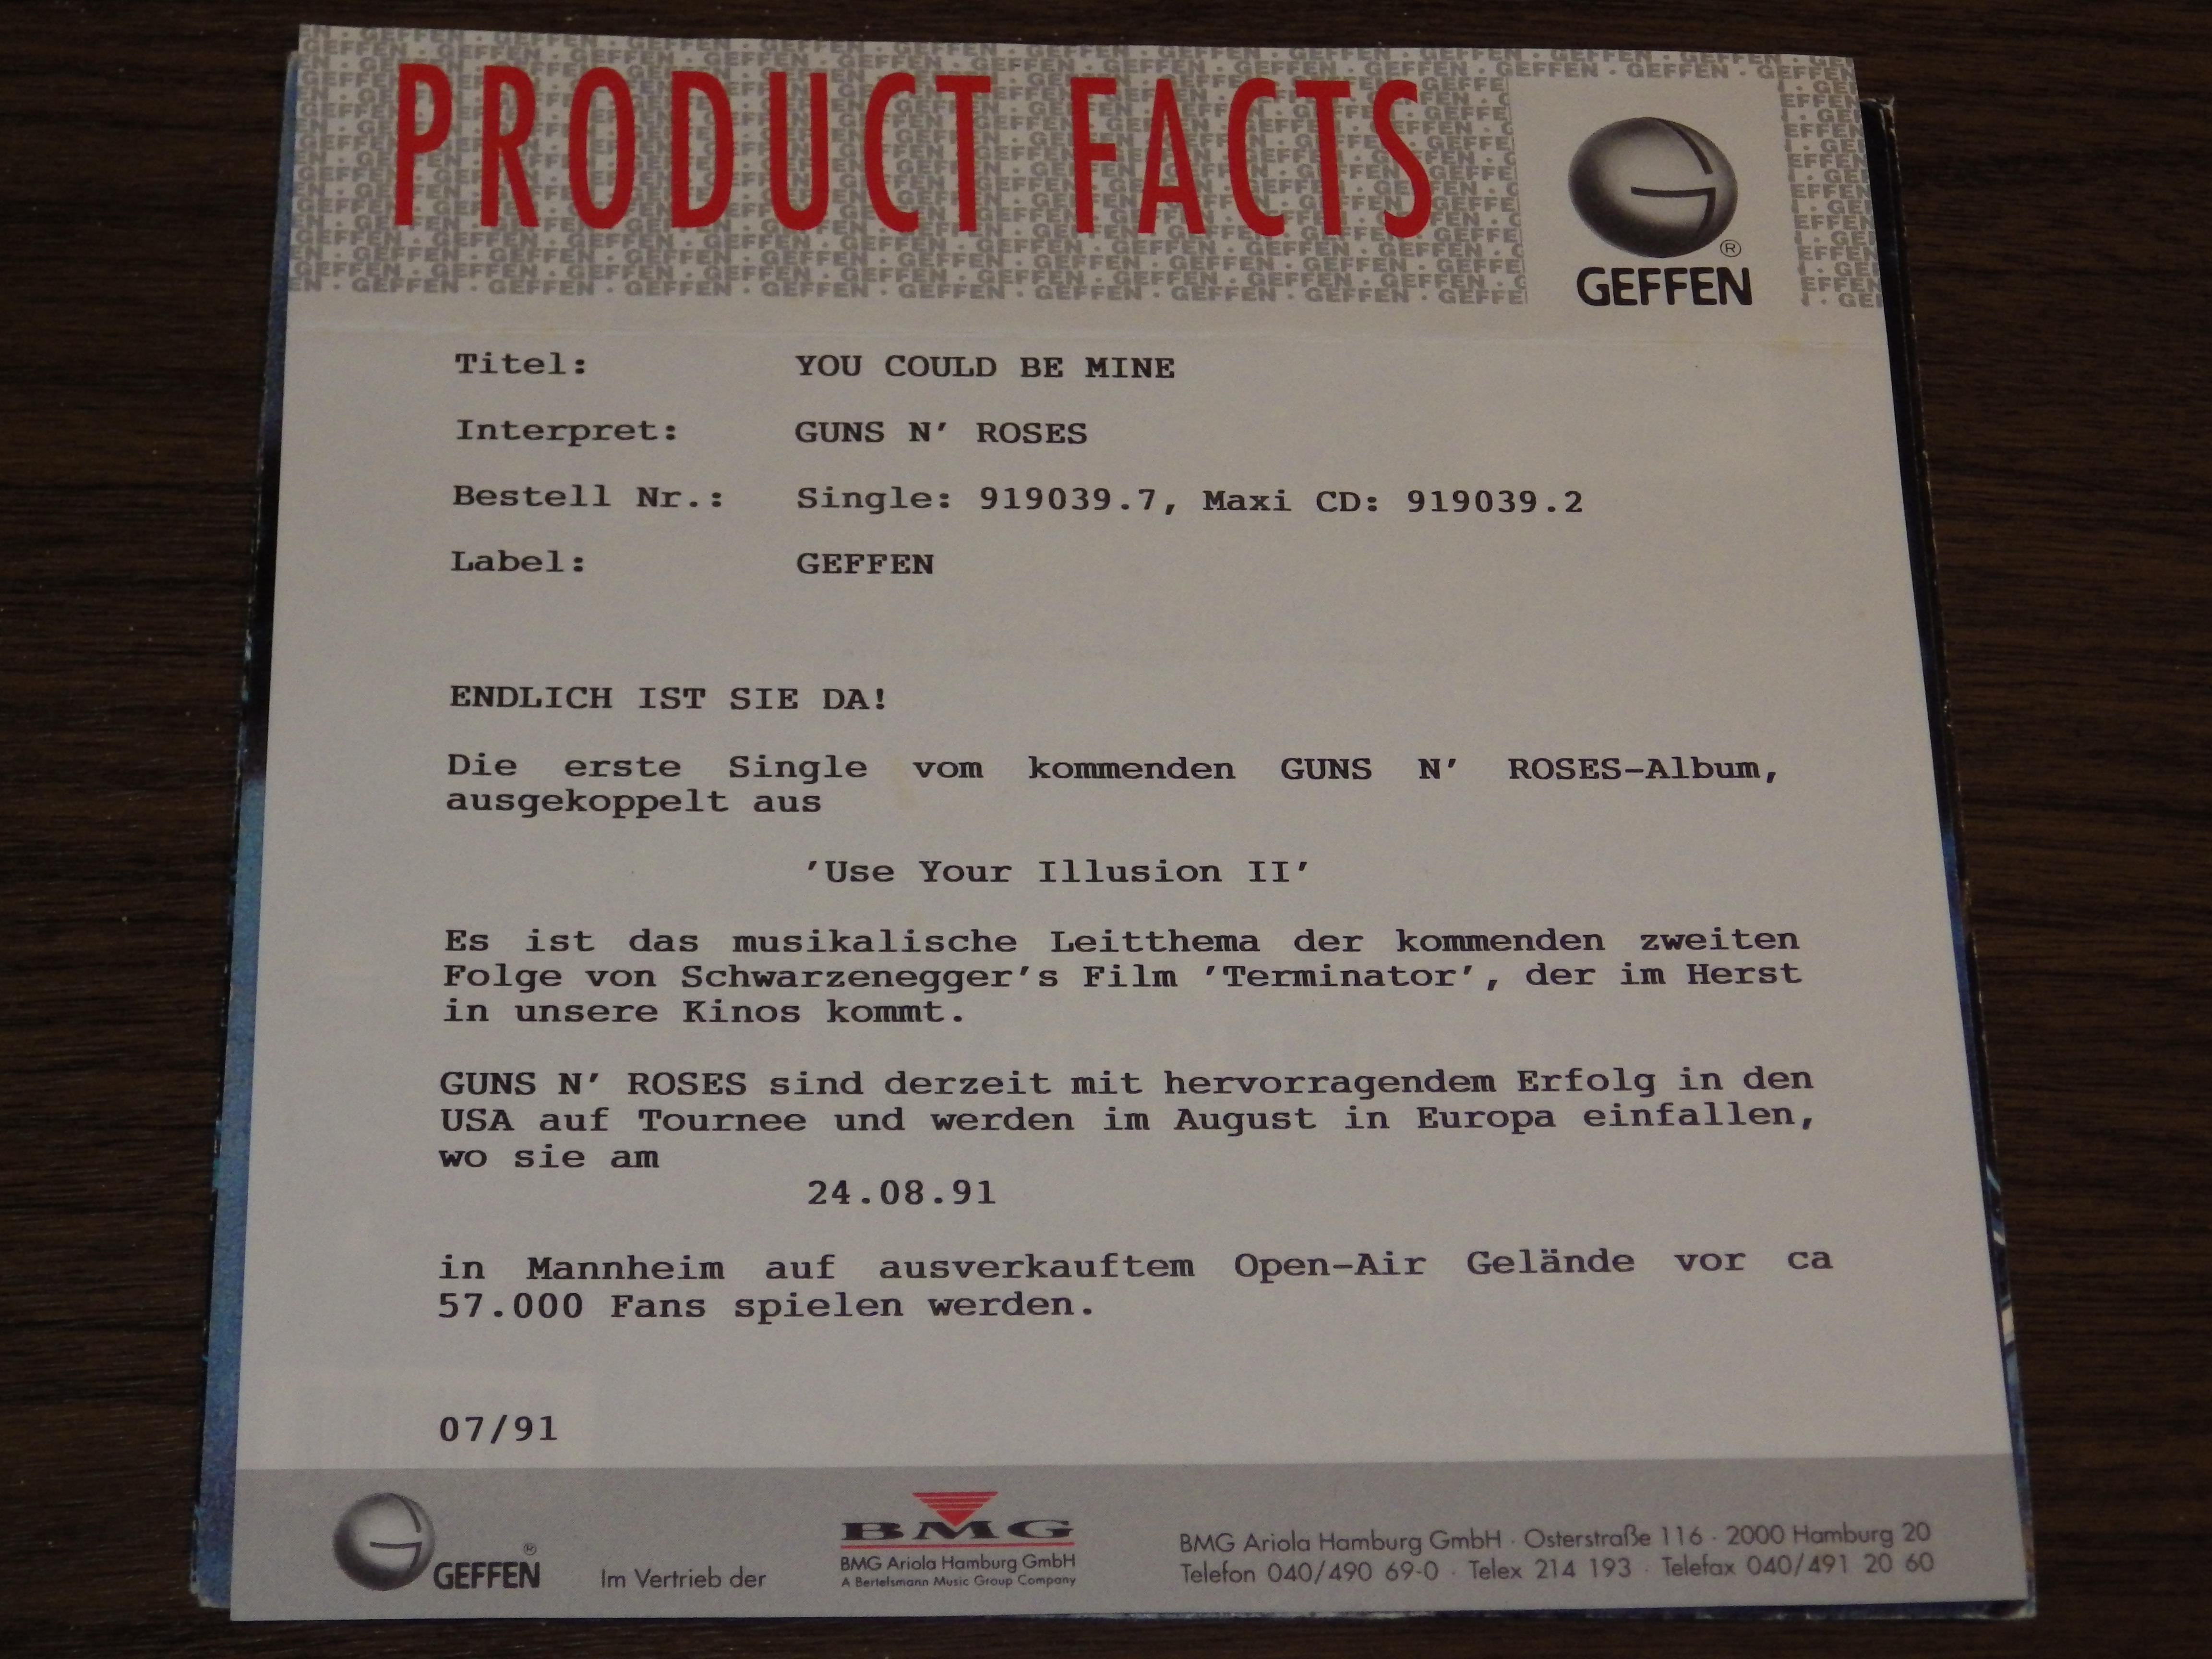 PRODUCT FACTS
GEFFEN
Titel: YOU COULD BE MINE
Interpret: GUNS N' ROSES
Bestell Nr.: Single: 919039.7, Maxi CD: 919039.2
Label: GEFFEN
ENDLICH IST SIE DA!
Die erste Single vom kommenden GUNS N' ROSES-Album,
ausgekoppelt aus
'Use Your Illusion II'
Es ist das musikalische Leitthema der kommenden zweiten
Folge von Schwarzenegger's Film 'Terminator', der im Herst
in unsere Kinos kommt.
GUNS N' ROSES sind derzeit mit hervorragendem Erfolg in den
USA auf Tournee und werden im August in Europa einfallen,
wo sie am
24.08.91
in Mannheim auf ausverkauftem Open-Air Gelände vor ca
57.000 Fans spielen werden.
07/91
GEFFEN
Im Vertrieb der
BMG
BMG Ariola Hamburg GmbH
A Bertelsmann Music Group Company
BMG Ariola Hamburg GmbH · Osterstraße 116 · 2000 Hamburg 20
Telefon 040/490 69-0 · Telex 214 193 · Telefax 040/491 20 60